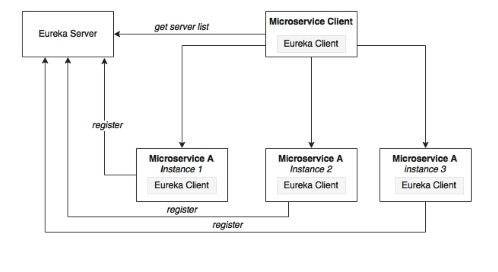 Eureka Server
get server list
Microservice Client
Eureka Client
register
Microservice A
Instance 1
Eureka Client
Microservice A
Instance 2
Eureka Client
Microservice A
instance 3
Eureka Client
register
register